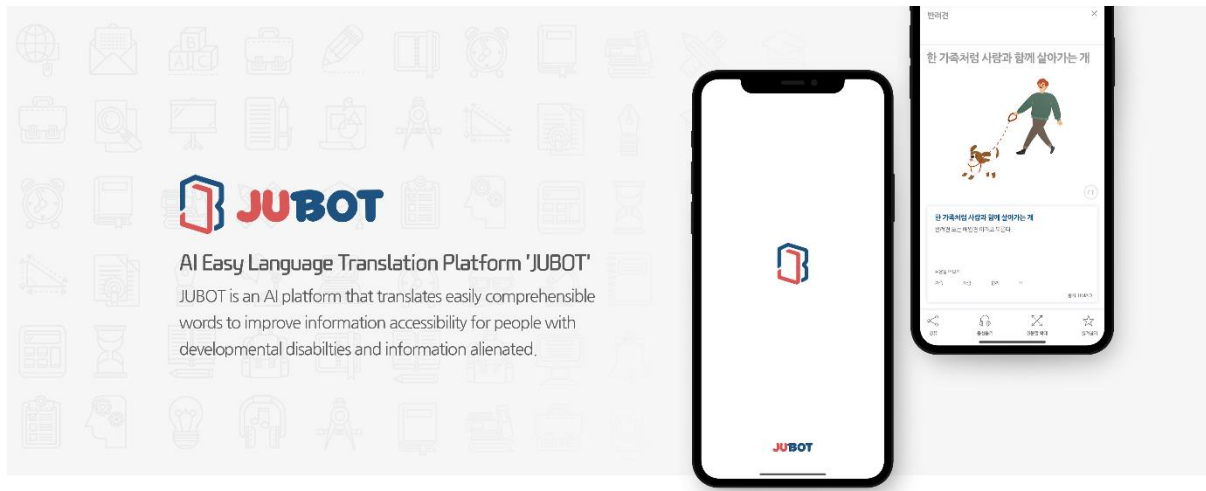 JUBOT
AI Easy Language Translation Platform 'JUBOT'
JUBOT is an AI platform that translates easily comprehensible
words to improve information accessibility for people with
developmental disabilties and information alienated.
JUBOT
반려견
한 가족처럼 사람과 함께 살아가는 개
한 가족처럼 사람과 함께 살아가는 개